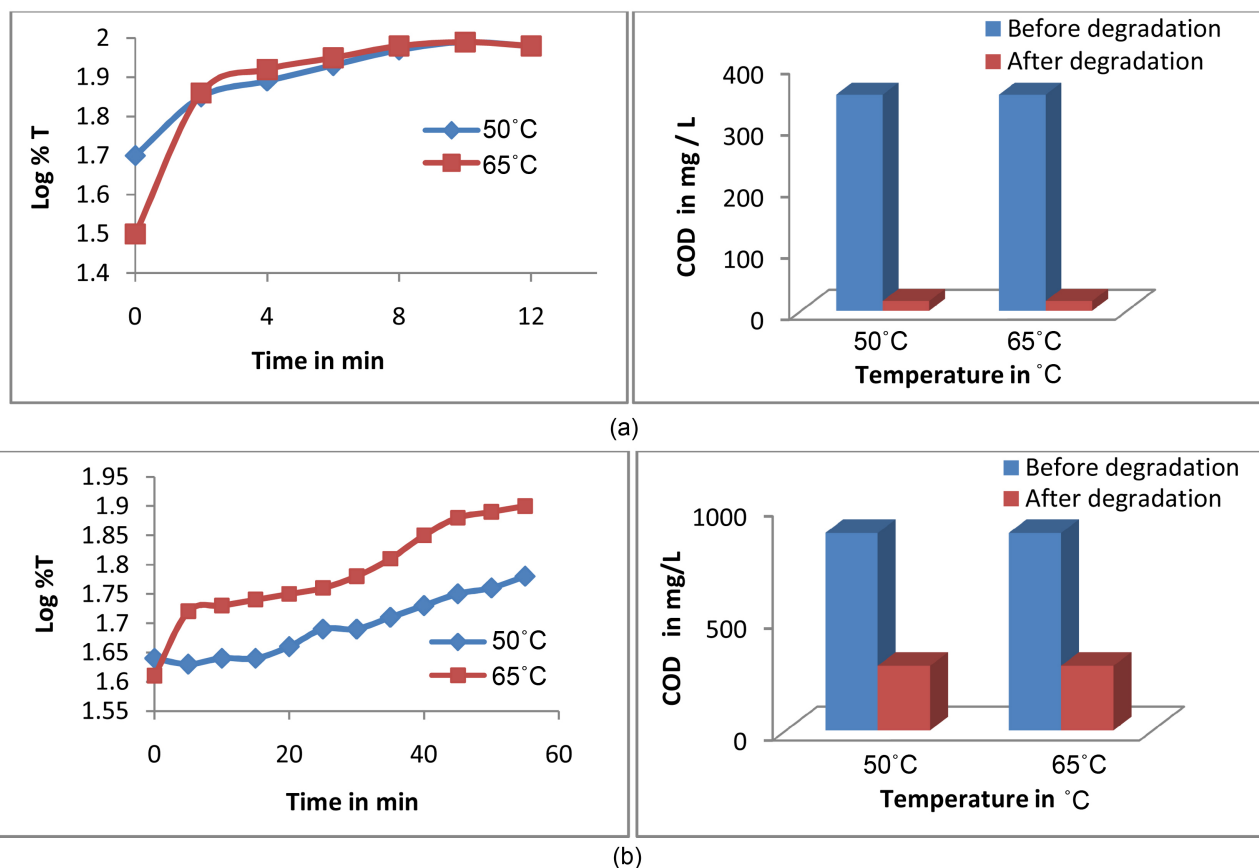 2
1.9
1.8
1.7
1.6
1.5
1.4
Log % T
50˚C
65˚C
0 4 8 12
Time in min
Before degradation
After degradation
400
300
200
100
0
COD in mg / L
50˚C 65˚C
Temperature in ˚C
(a)
1.95
1.9
1.85
1.8
1.75
1.7
1.65
1.6
1.55
Log %T
50˚C
65˚C
0 20 40 60
Time in min
Before degradation
After degradation
1000
500
0
COD in mg/L
50˚C 65˚C
Temperature in ˚C
(b)